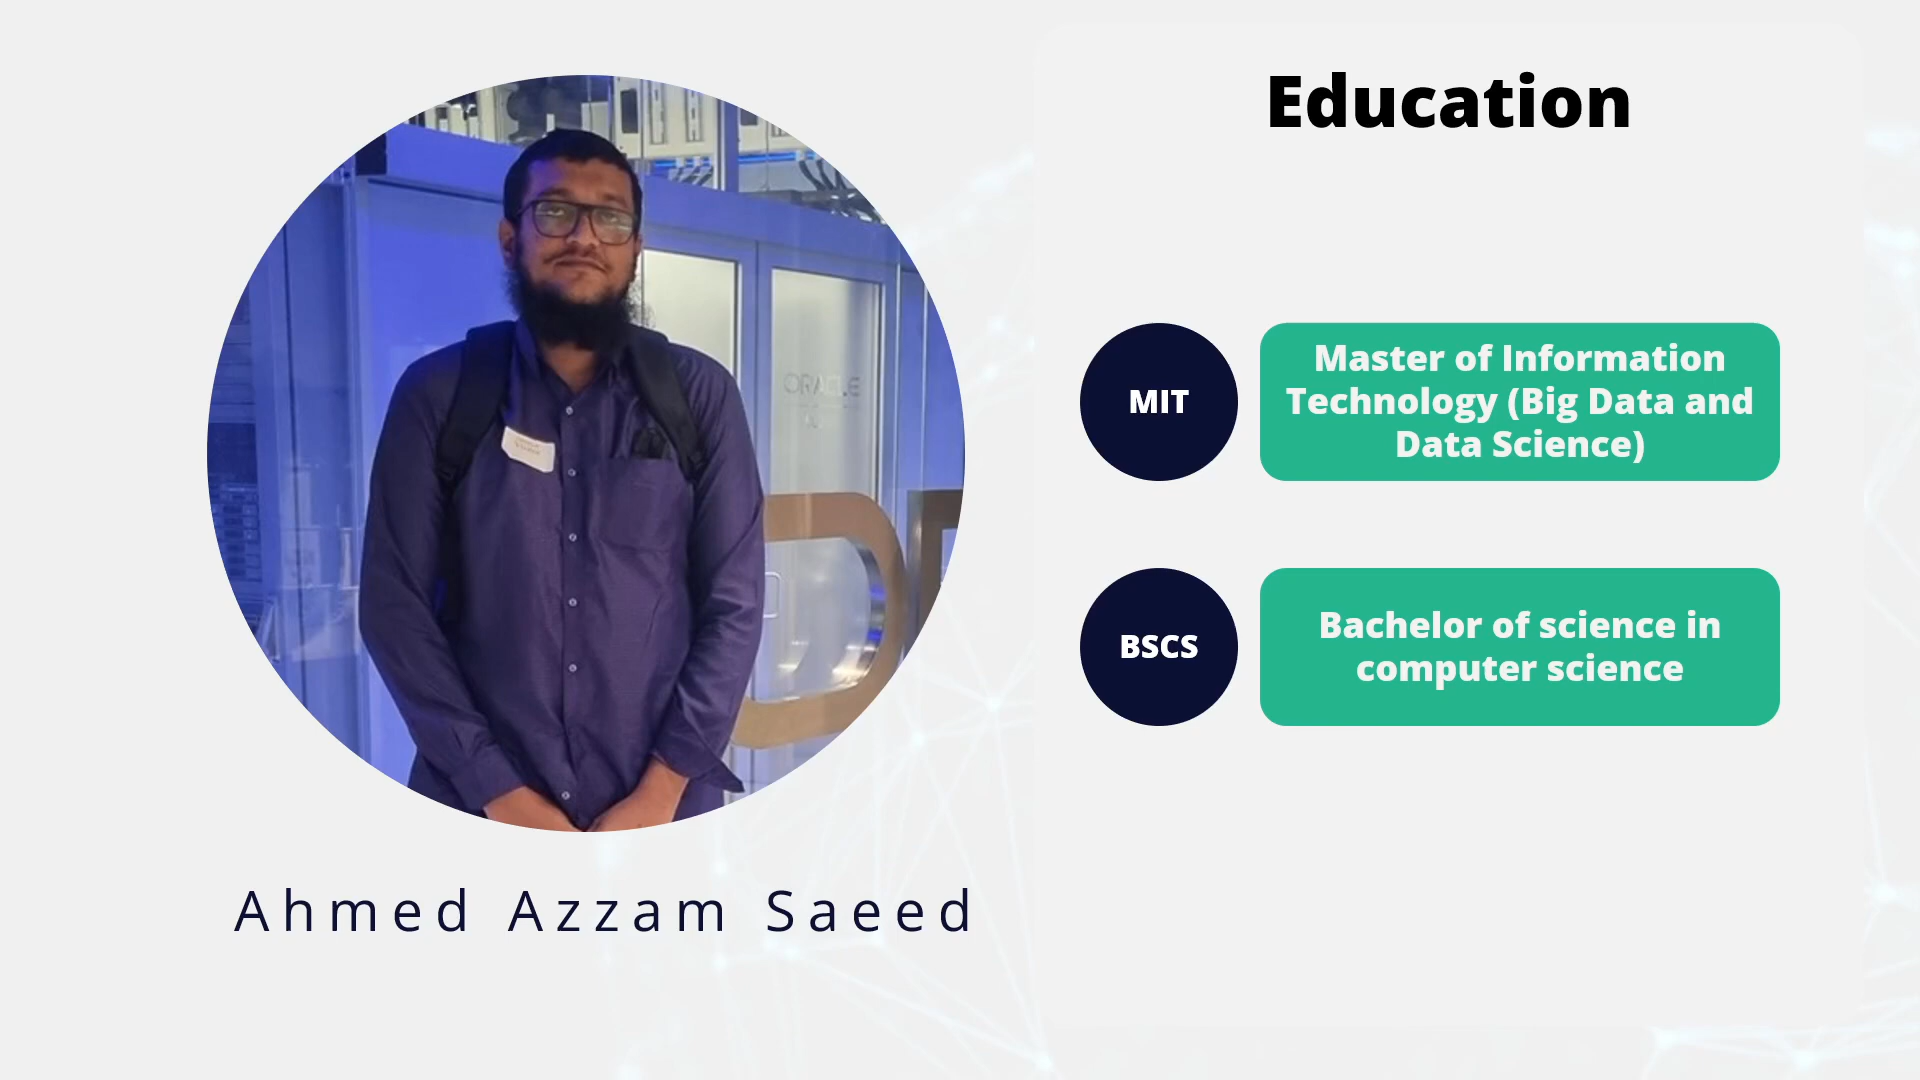 Education
MIT
Master of Information
Technology (Big Data and
Data Science)
BSCS
Bachelor of science in
computer science
ORACLE
Ahmed Azzam Saeed